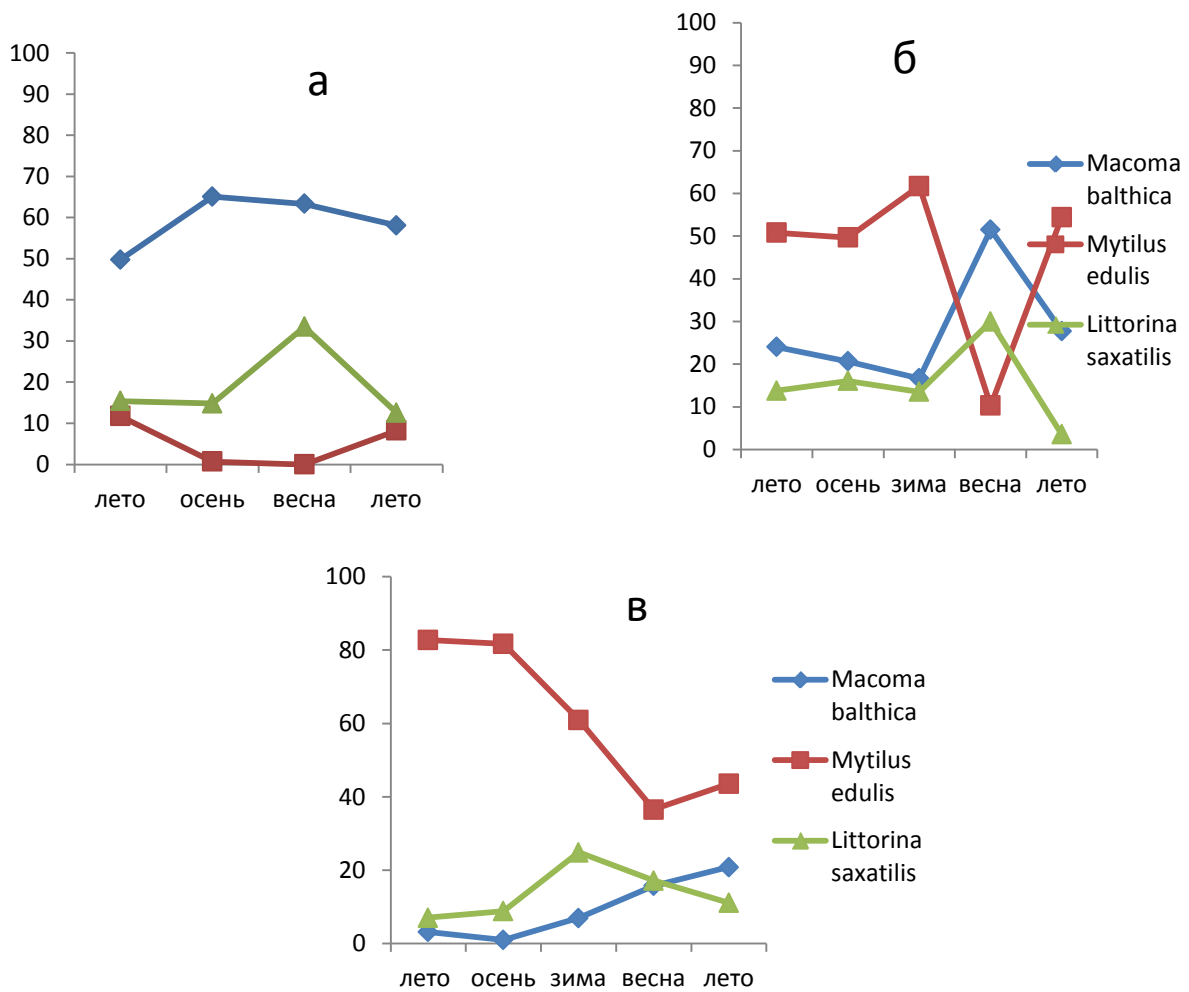 а
100
90
80
70
60
50
40
30
20
10
0
лето осень весна лето
б
100
90
80
70
60
50
40
30
20
10
0
лето осень зима весна лето
Macoma
balthica
Mytilus
edulis
Littorina
saxatilis
в
100
80
60
40
20
0
лето осень зима весна лето
Macoma
balthica
Mytilus
edulis
Littorina
saxatilis